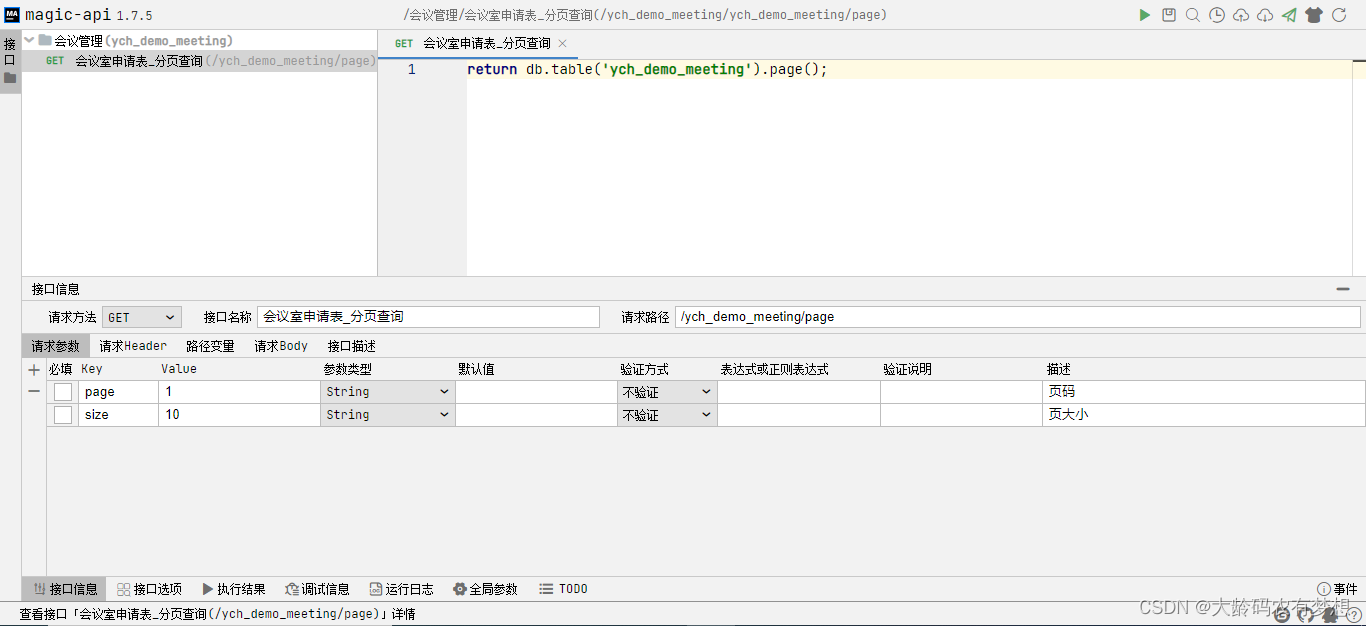 magic-api 1.7.5
/会议管理/会议室申请表_分页查询(/ych_demo_meeting/ych_demo_meeting/page)
接口
会议管理(ych_demo_meeting)
GET 会议室申请表_分页查询(/ych_demo_meeting/page)
GET 会议室申请表_分页查询
1 return db.table('ych_demo_meeting').page();
接口信息
请求方法 GET 接口名称 会议室申请表_分页查询 请求路径 /ych_demo_meeting/page
请求参数 请求Header 路径变量 请求Body 接口描述
必填 Key Value 参数类型 默认值 验证方式 表达式或正则表达式 验证说明 描述
page 1 String 不验证 页码
size 10 String 不验证 页大小
接口信息 接口选项 执行结果 调试信息 运行日志 全局参数 TODO 事件
查看接口「会议室申请表_分页查询(/ych_demo_meeting/page)」详情
CSDN @大龄码农有梦想